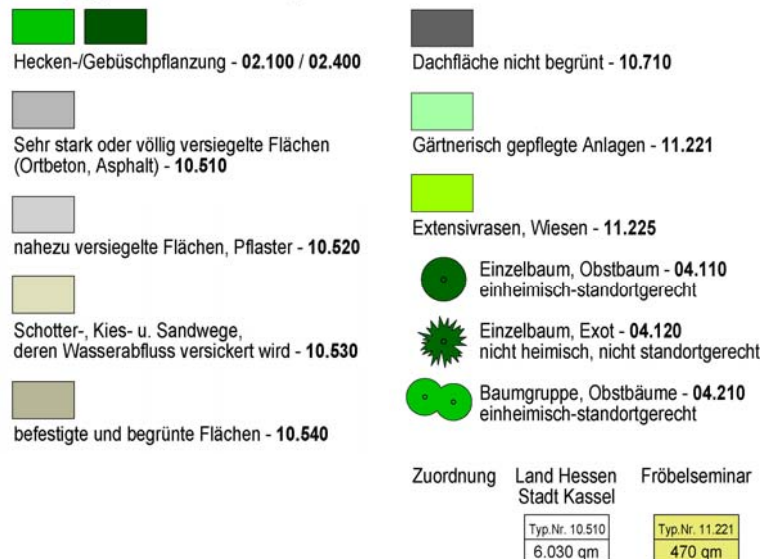 Hecken-/Gebüschpflanzung - 02.100 / 02.400
Sehr stark oder völlig versiegelte Flächen
(Ortbeton, Asphalt) - 10.510
nahezu versiegelte Flächen, Pflaster - 10.520
Schotter-, Kies- u. Sandwege,
deren Wasserabfluss versickert wird - 10.530
befestigte und begrünte Flächen - 10.540
Dachfläche nicht begrünt - 10.710
Gärtnerisch gepflegte Anlagen - 11.221
Extensivrasen, Wiesen - 11.225
Einzelbaum, Obstbaum - 04.110
einheimisch-standortgerecht
Einzelbaum, Exot - 04.120
nicht heimisch, nicht standortgerecht
Baumgruppe, Obstbäume - 04.210
einheimisch-standortgerecht
Zuordnung Land Hessen Fröbelseminar
Stadt Kassel
Typ.Nr. 10.510 Typ.Nr. 11.221
6.030 qm 470 qm